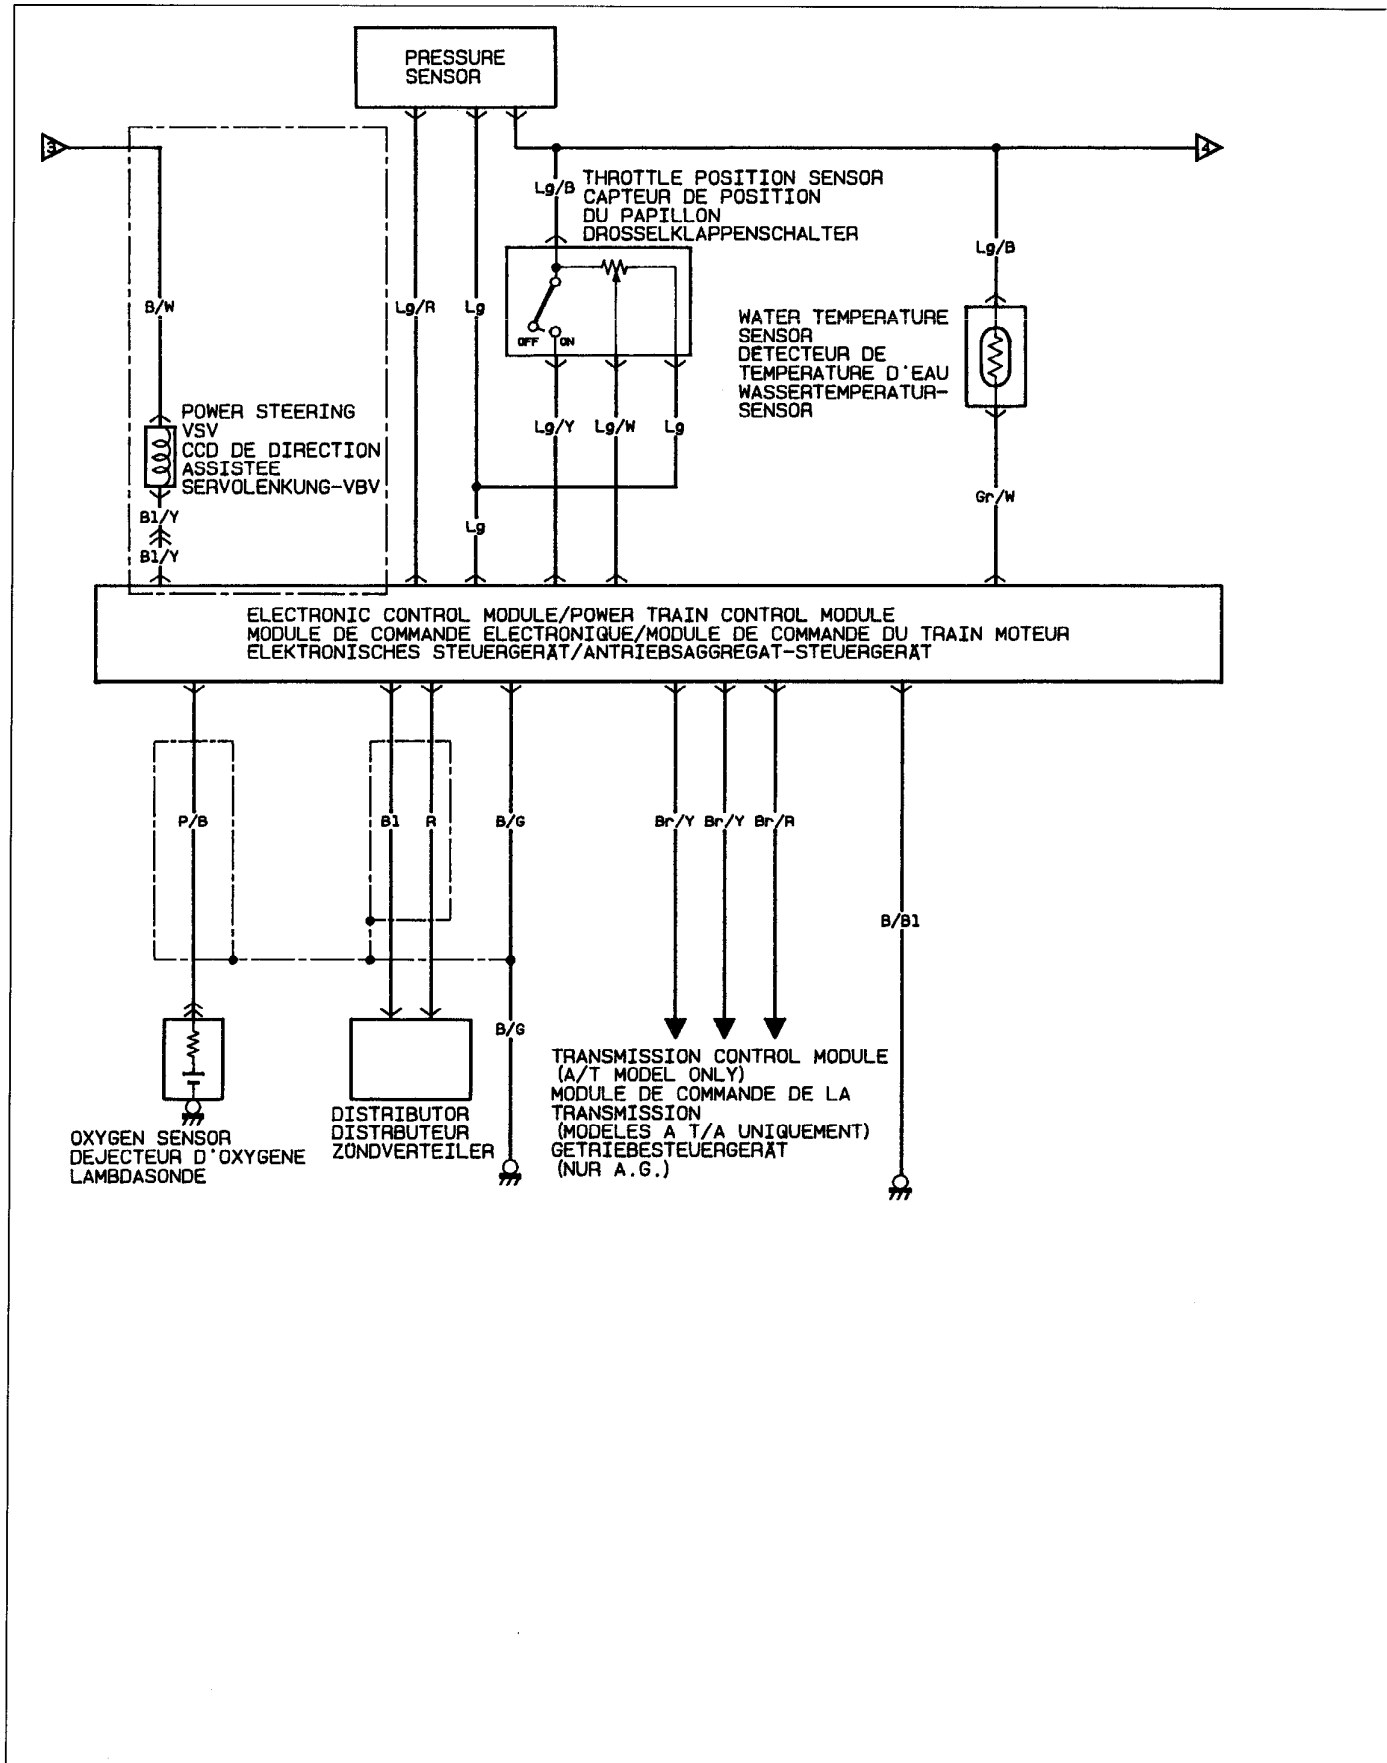 PRESSURE
SENSOR
3
4
Lg/B
THROTTLE POSITION SENSOR
CAPTEUR DE POSITION
DU PAPILLON
DROSSELKLAPPENSCHALTER
Lg/B
B/W
Lg/R
Lg
OFF
ON
WATER TEMPERATURE
SENSOR
DETECTEUR DE
TEMPERATURE D'EAU
WASSERTEMPERATUR-
SENSOR
POWER STEERING
VSV
CCD DE DIRECTION
ASSISTEE
SERVOLENKUNG-VBV
Lg/Y
Lg/W
Lg
Bl/Y
Lg
Gr/W
Bl/Y
ELECTRONIC CONTROL MODULE/POWER TRAIN CONTROL MODULE
MODULE DE COMMANDE ELECTRONIQUE/MODULE DE COMMANDE DU TRAIN MOTEUR
ELEKTRONISCHES STEUERGERÄT/ANTRIEBSAGGREGAT-STEUERGERÄT
P/B
Bl
R
B/G
Br/Y
Br/Y
Br/R
B/Bl
B/G
OXYGEN SENSOR
DEJECTEUR D'OXYGENE
LAMBDASONDE
DISTRIBUTOR
DISTRBUTEUR
ZÖNDVERTEILER
TRANSMISSION CONTROL MODULE
(A/T MODEL ONLY)
MODULE DE COMMANDE DE LA
TRANSMISSION
(MODELES A T/A UNIQUEMENT)
GETRIEBESTEUERGERÄT
(NUR A.G.)